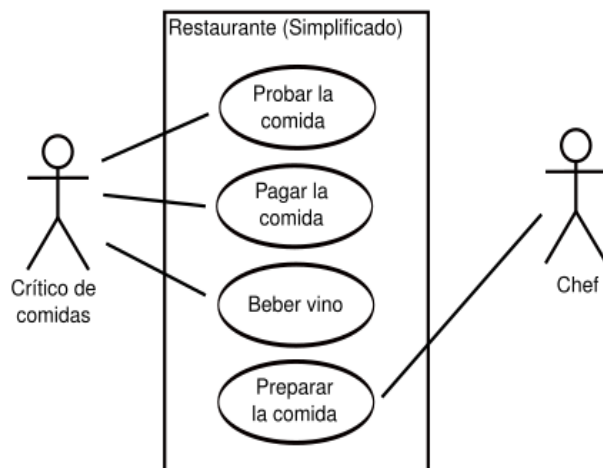 Restaurante (Simplificado)
Probar la
comida
Pagar la
comida
Beber vino
Preparar
la comida
Crítico de
comidas
Chef